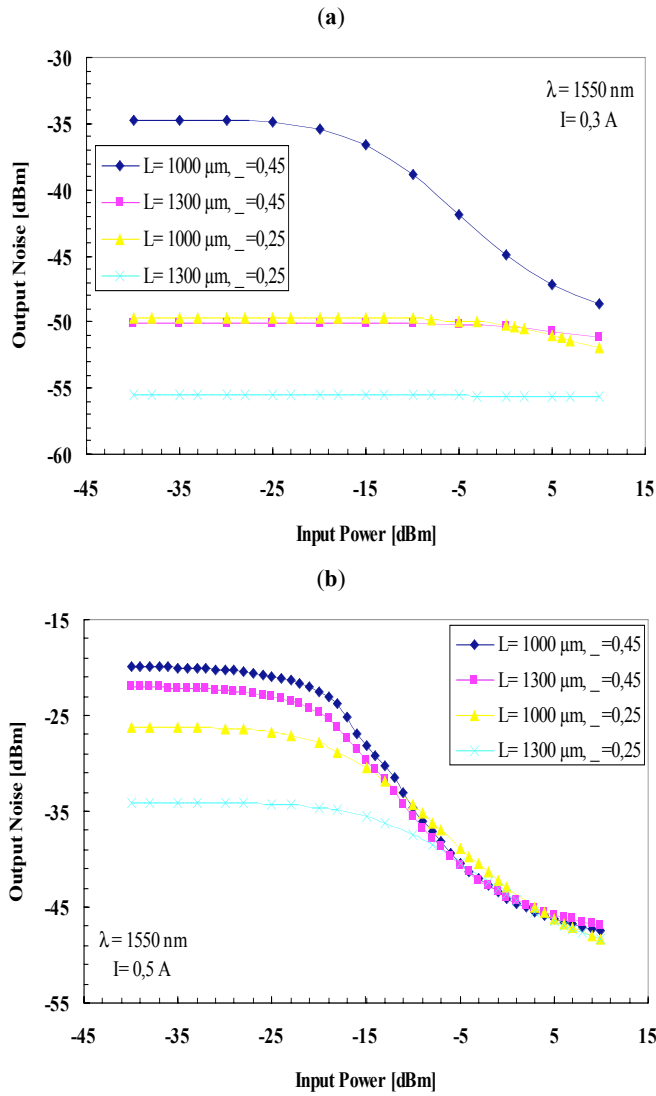 (a)
-30
-35
-40
-45
-50
-55
-60
Output Noise [dBm]
λ = 1550 nm
I= 0,3 A
L= 1000 µm, _=0,45
L= 1300 µm, _=0,45
L= 1000 µm, _=0,25
L= 1300 µm, _=0,25
-45 -35 -25 -15 -5 5 15
Input Power [dBm]
(b)
-15
-25
-35
-45
-55
Output Noise [dBm]
L= 1000 µm, _=0,45
L= 1300 µm, _=0,45
L= 1000 µm, _=0,25
L= 1300 µm, _=0,25
λ = 1550 nm
I= 0,5 A
-45 -35 -25 -15 -5 5 15
Input Power [dBm]